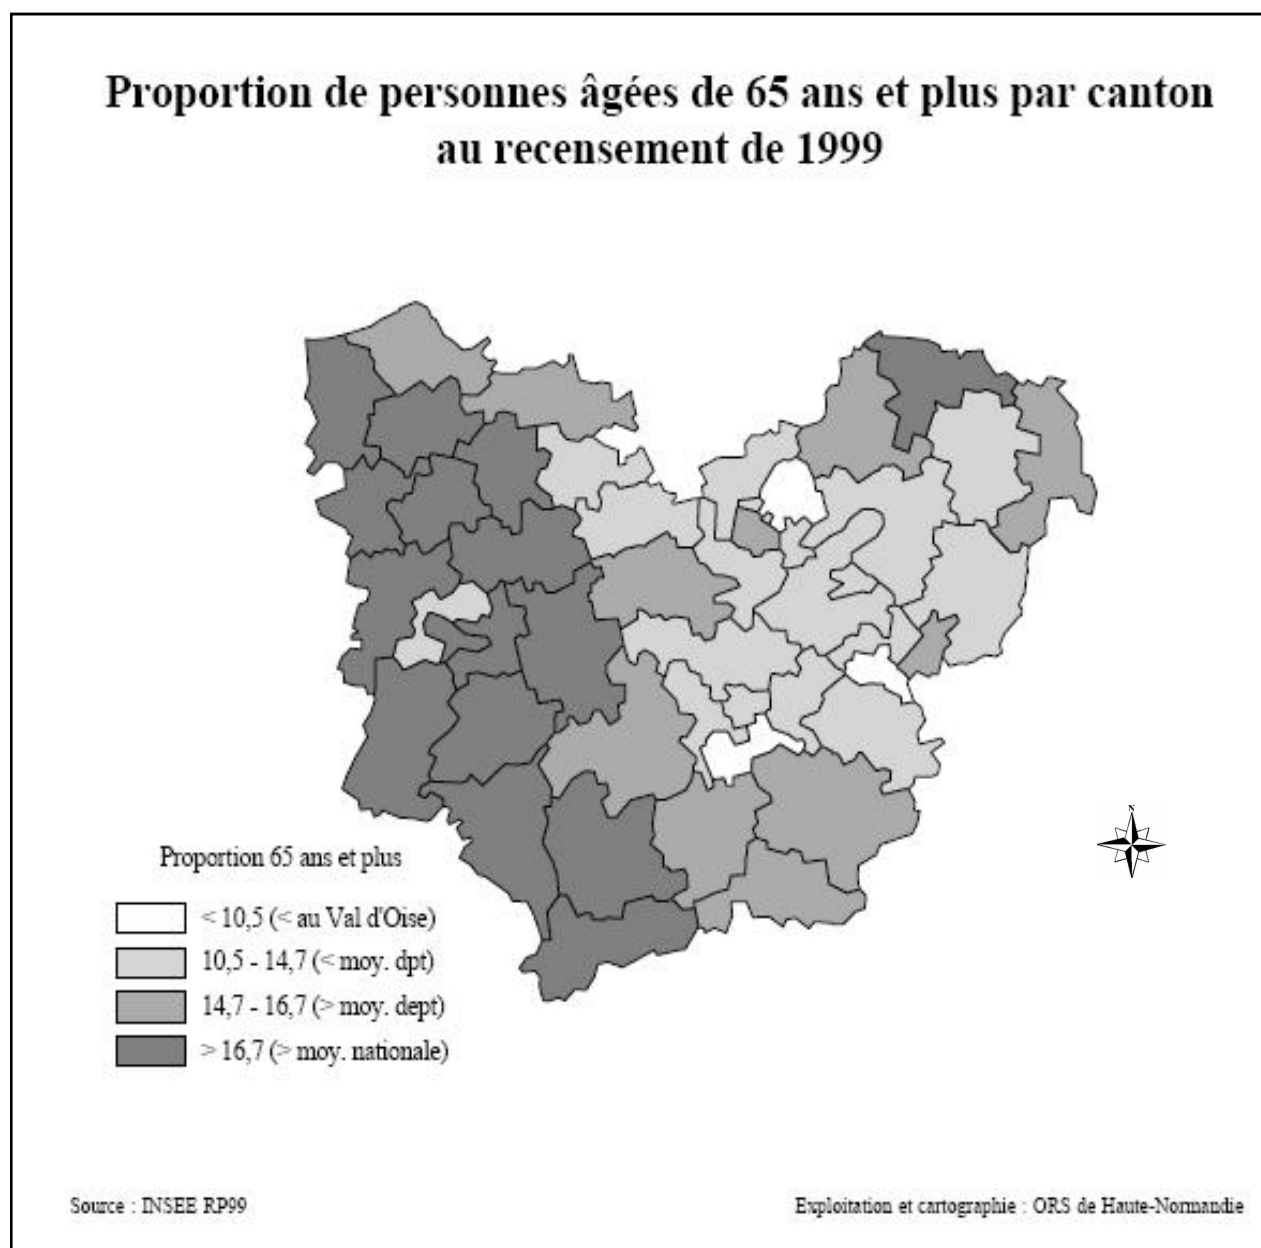 Proportion de personnes âgées de 65 ans et plus par canton
au recensement de 1999
N
Proportion 65 ans et plus
< 10,5 (< au Val d'Oise)
10,5 - 14,7 (< moy. dpt)
14,7 - 16,7 (> moy. dept)
> 16,7 (> moy. nationale)
Source : INSEE RP99
Exploitation et cartographie : ORS de Haute-Normandie